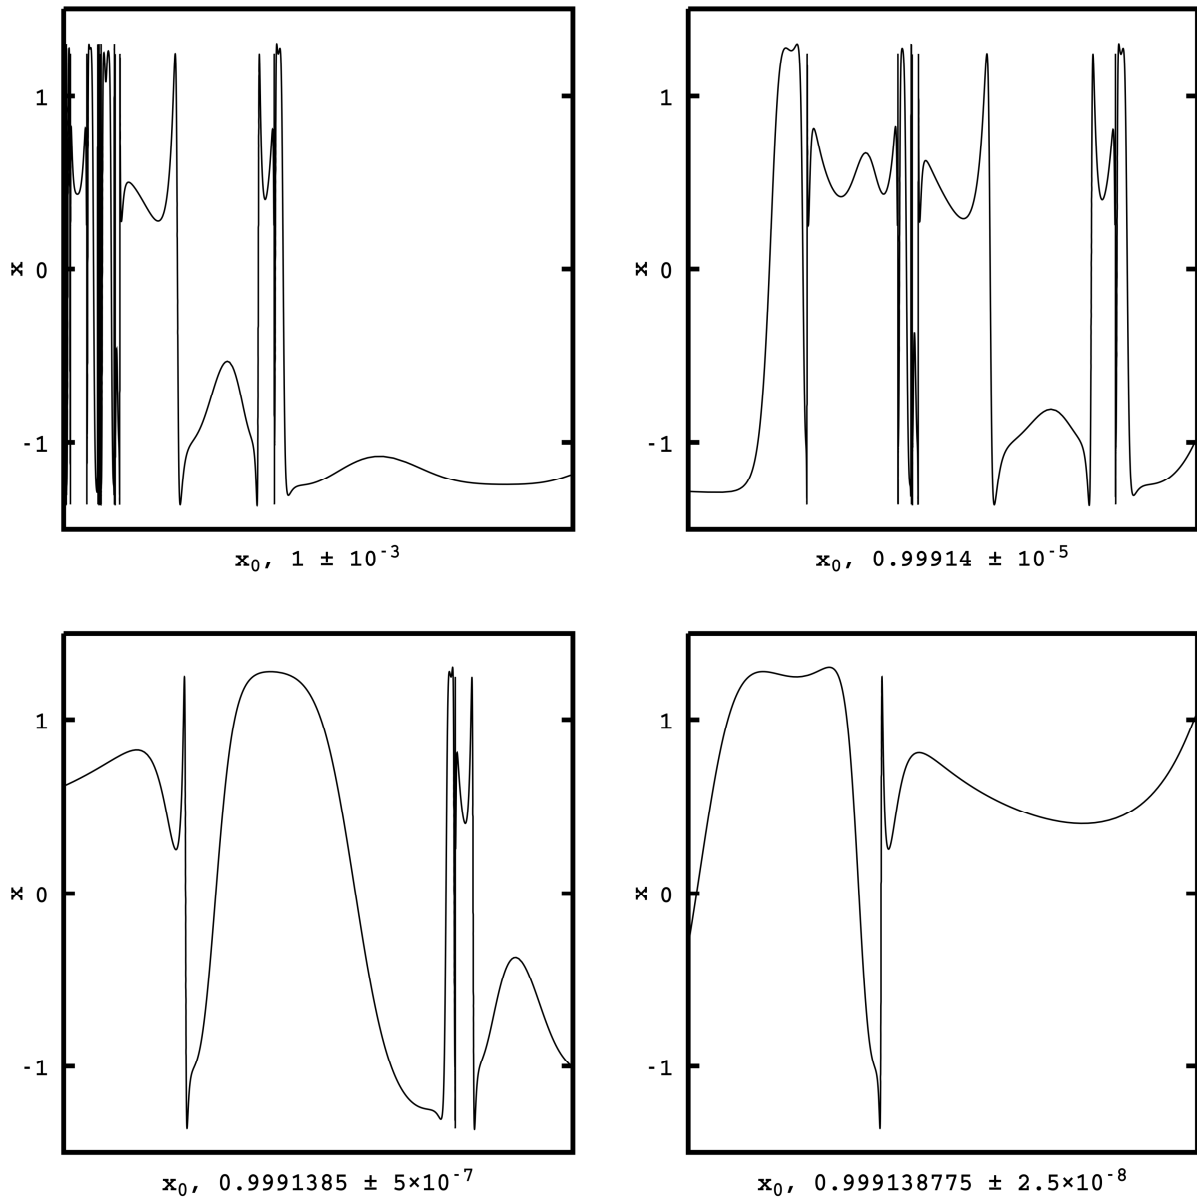 1
0
-1
x
x₀, 1 ± 10⁻³
1
0
-1
x
x₀, 0.99914 ± 10⁻⁵
1
0
-1
x
x₀, 0.9991385 ± 5×10⁻⁷
1
0
-1
x
x₀, 0.999138775 ± 2.5×10⁻⁸